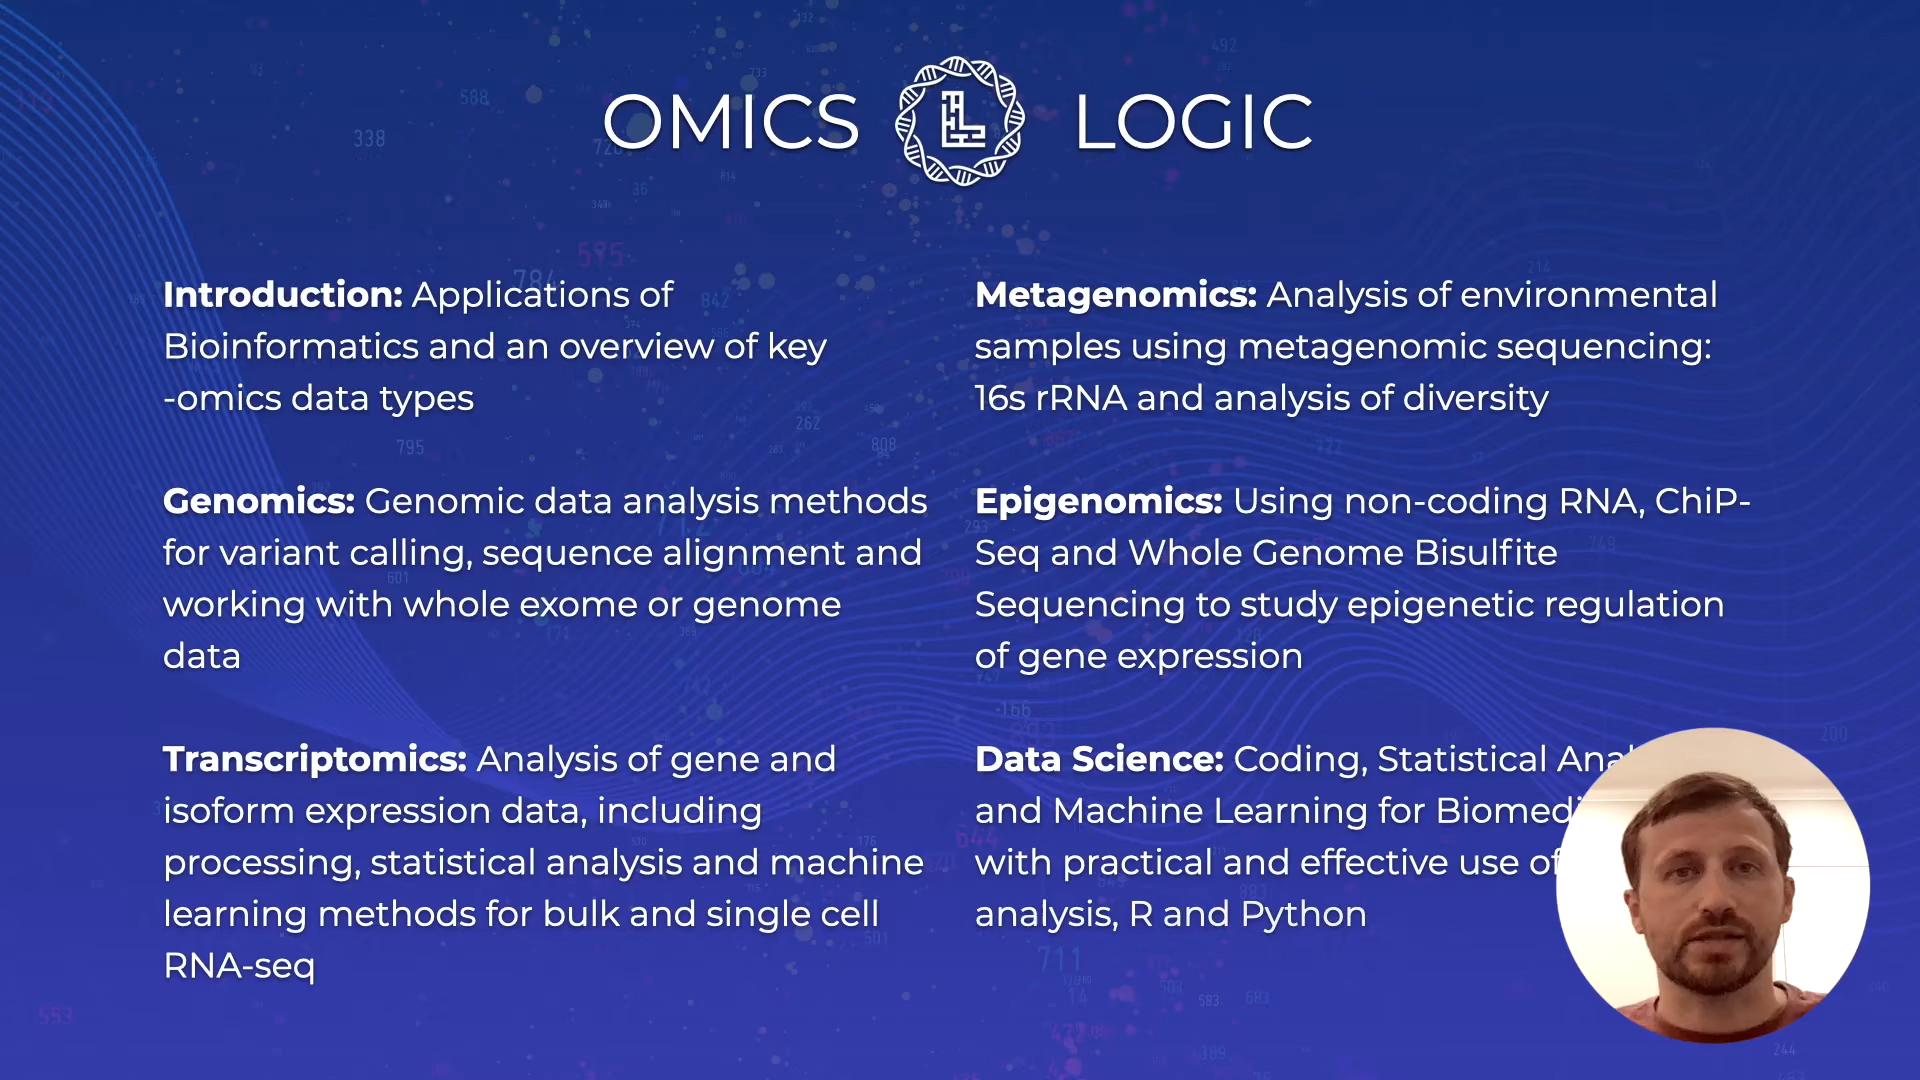 OMICS LOGIC
Introduction: Applications of
Bioinformatics and an overview of key
-omics data types
Genomics: Genomic data analysis methods
for variant calling, sequence alignment and
working with whole exome or genome
data
Transcriptomics: Analysis of gene and
isoform expression data, including
processing, statistical analysis and machine
learning methods for bulk and single cell
RNA-seq
Metagenomics: Analysis of environmental
samples using metagenomic sequencing:
16s rRNA and analysis of diversity
Epigenomics: Using non-coding RNA, ChiP-
Seq and Whole Genome Bisulfite
Sequencing to study epigenetic regulation
of gene expression
Data Science: Coding, Statistical
and Machine Learning for
with practical and effective use of
analysis, R and Python